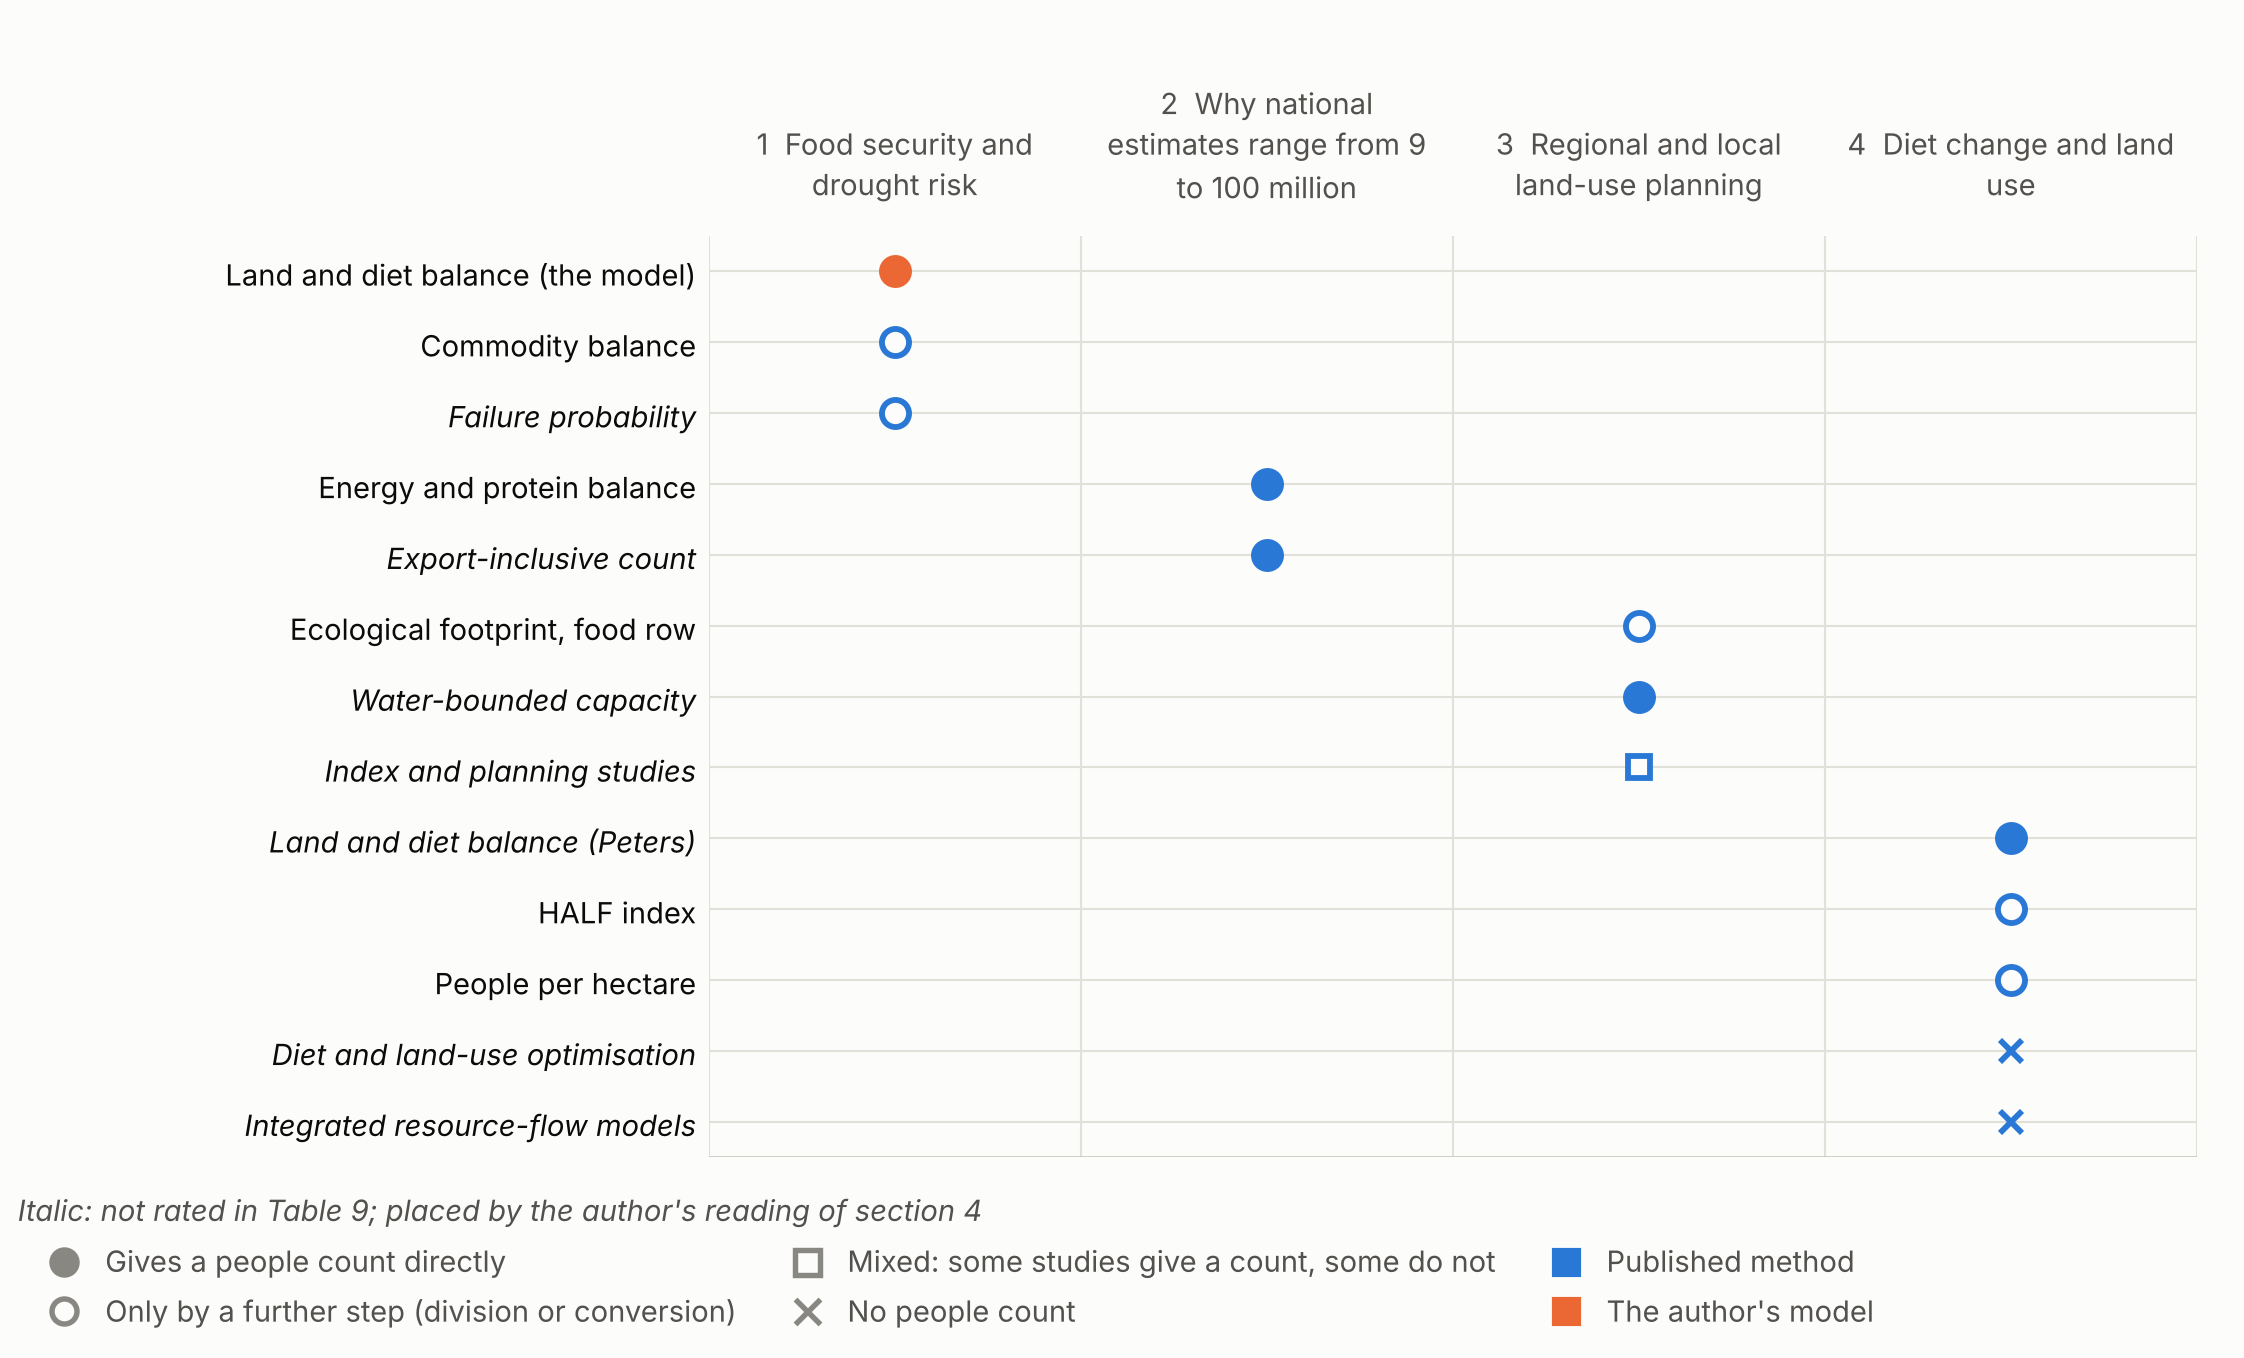 2 Why national
1 Food security and
estimates range from 9
3 Regional and local
4 Diet change and land
drought risk
to 100 million
land-use planning
use
Land and diet balance (the model)
Commodity balance
Failure probability
Energy and protein balance
Export-inclusive count
Ecological footprint, food row
Water-bounded capacity
Index and planning studies
Land and diet balance (Peters)
HALF index
People per hectare
Diet and land-use optimisation
Integrated resource-flow models
Italic: not rated in Table 9; placed by the author's reading of section 4
Gives a people count directly
Mixed: some studies give a count, some do not
Published method
Only by a further step (division or conversion)
No people count
The author's model